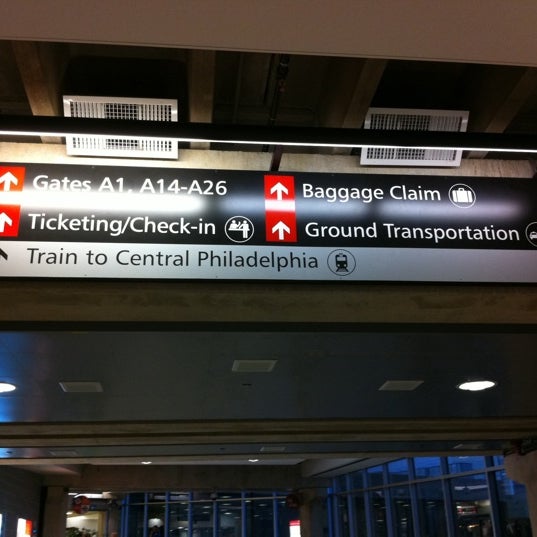 Gates A1, A14-A26
Ticketing/Check-in
Train to Central Philadelphia
Baggage Claim
Ground Transportation